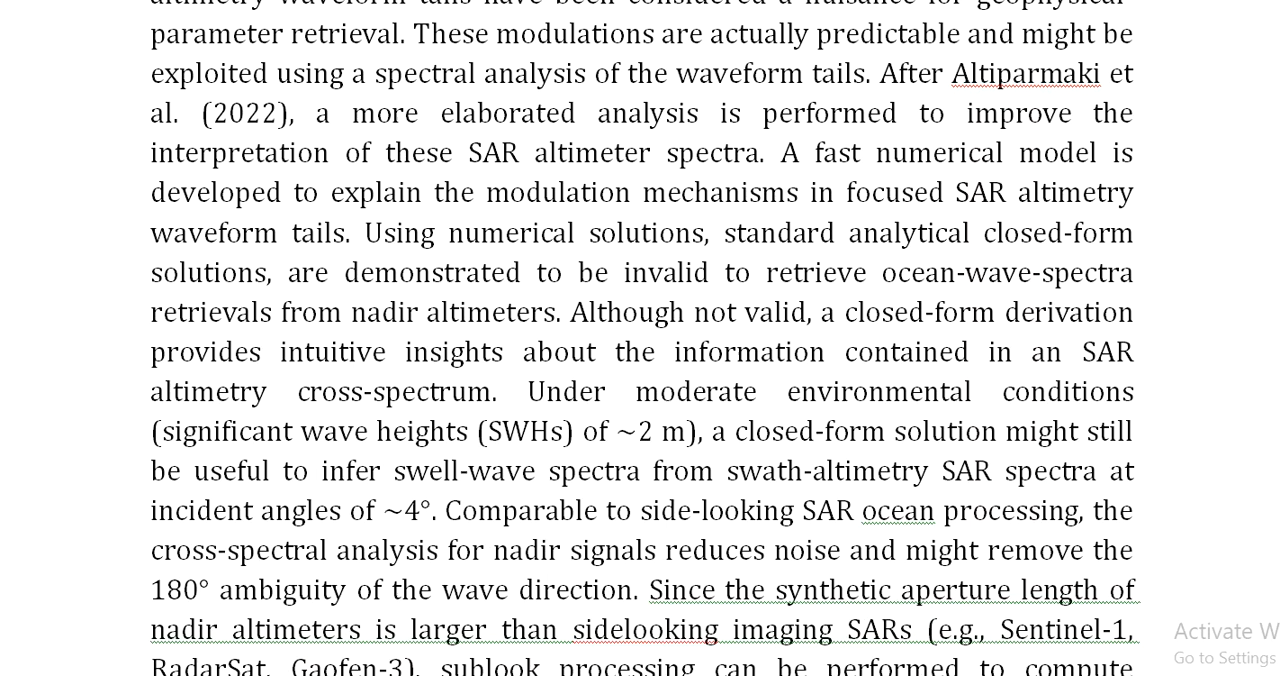 altimetry waveform tails have been considered a nuisance for geophysical
parameter retrieval. These modulations are actually predictable and might be
exploited using a spectral analysis of the waveform tails. After Altiparmaki et
al. (2022), a more elaborated analysis is performed to improve the
interpretation of these SAR altimeter spectra. A fast numerical model is
developed to explain the modulation mechanisms in focused SAR altimetry
waveform tails. Using numerical solutions, standard analytical closed-form
solutions, are demonstrated to be invalid to retrieve ocean-wave-spectra
retrievals from nadir altimeters. Although not valid, a closed-form derivation
provides intuitive insights about the information contained in an SAR
altimetry cross-spectrum. Under moderate environmental conditions
(significant wave heights (SWHs) of ~2 m), a closed-form solution might still
be useful to infer swell-wave spectra from swath-altimetry SAR spectra at
incident angles of ~4°. Comparable to side-looking SAR ocean processing, the
cross-spectral analysis for nadir signals reduces noise and might remove the
180° ambiguity of the wave direction. Since the synthetic aperture length of
nadir altimeters is larger than sidelooking imaging SARs (e.g., Sentinel-1,
RadarSat, Gaofen-3), sublook processing can be performed to compute
Activate W
Go to Settings